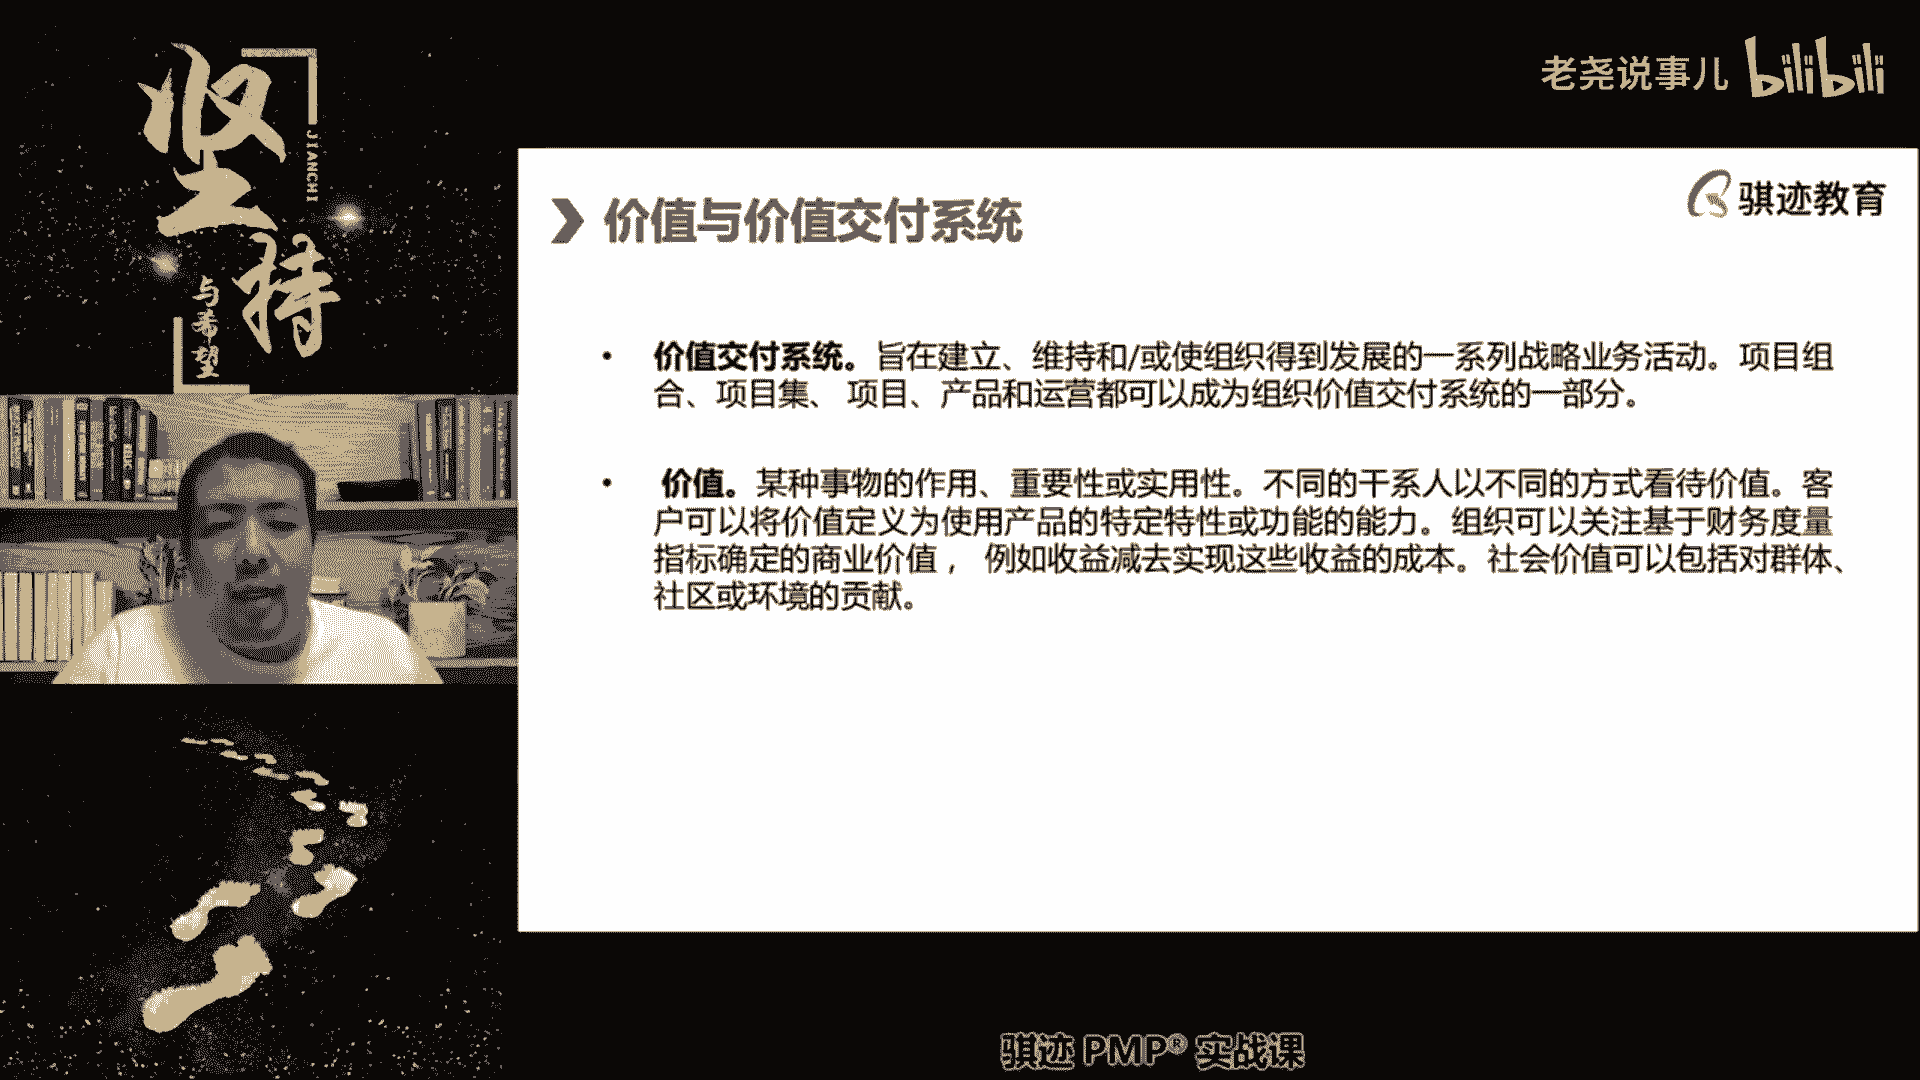 坚持
JIANCHI
与希望
老尧说事儿 bilibili
骐迹教育
价值与价值交付系统
• 价值交付系统。旨在建立、维持和/或使组织得到发展的一系列战略业务活动。项目组
合、项目集、 项目、产品和运营都可以成为组织价值交付系统的一部分。
• 价值。某种事物的作用、重要性或实用性。不同的干系人以不同的方式看待价值。客
户可以将价值定义为使用产品的特定特性或功能的能力。组织可以关注基于财务度量
指标确定的商业价值， 例如收益减去实现这些收益的成本。社会价值可以包括对群体、
社区或环境的贡献。
骐迹 PMP® 实战课